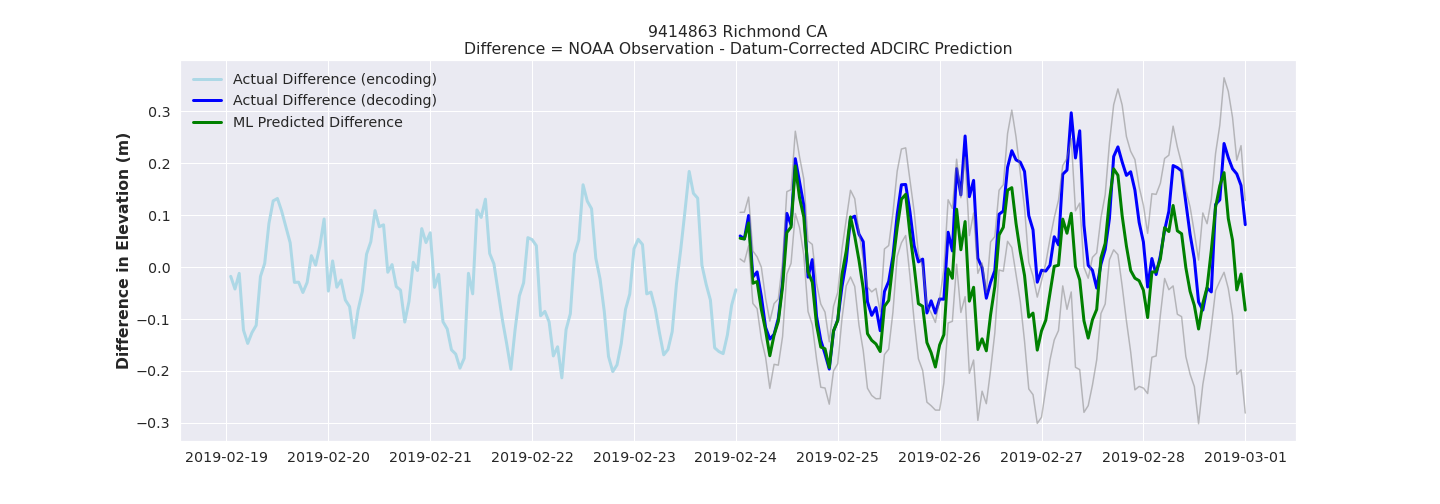 9414863 Richmond CA
Difference = NOAA Observation - Datum-Corrected ADCIRC Prediction
Actual Difference (encoding)
Actual Difference (decoding)
ML Predicted Difference
Difference in Elevation (m)
0.3
0.2
0.1
0.0
−0.1
−0.2
−0.3
2019-02-19 2019-02-20 2019-02-21 2019-02-22 2019-02-23 2019-02-24 2019-02-25 2019-02-26 2019-02-27 2019-02-28 2019-03-01